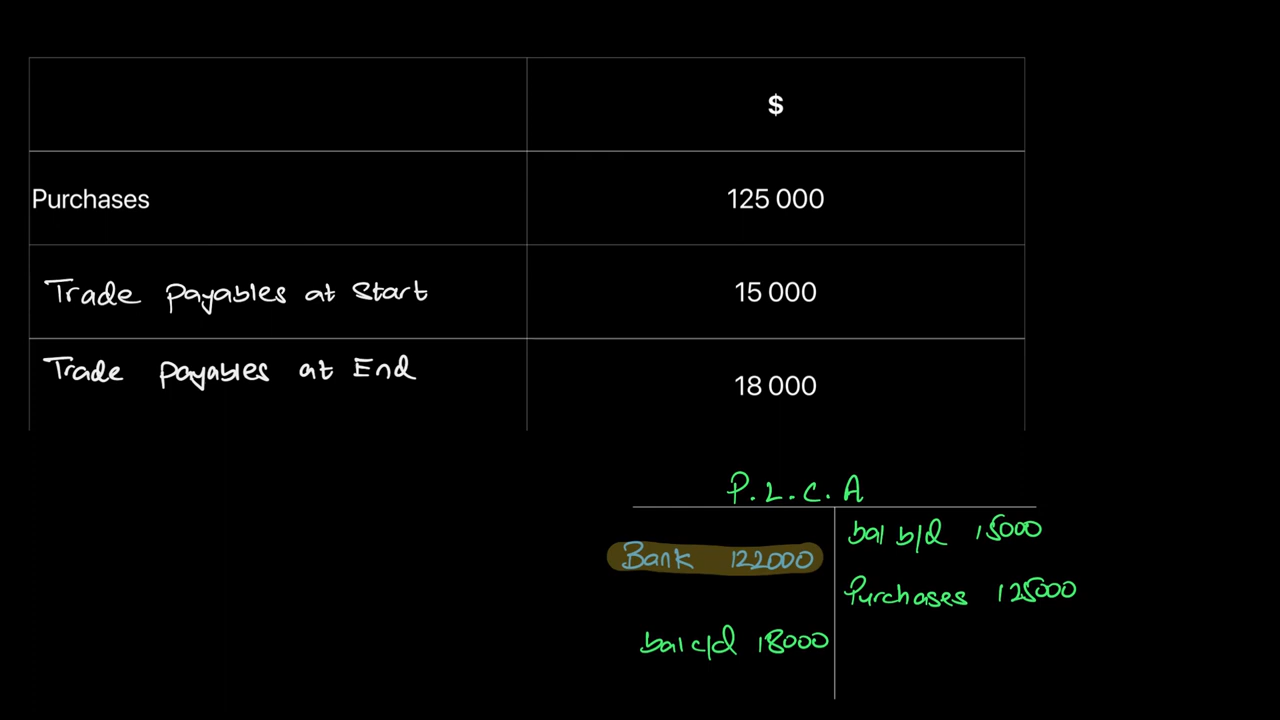 $
Purchases 125 000
Trade payables at Start 15 000
Trade payables at End 18 000
P.L.C.A
bal b/d 15000
Bank 122000
Purchases 125000
bal c/d 18000